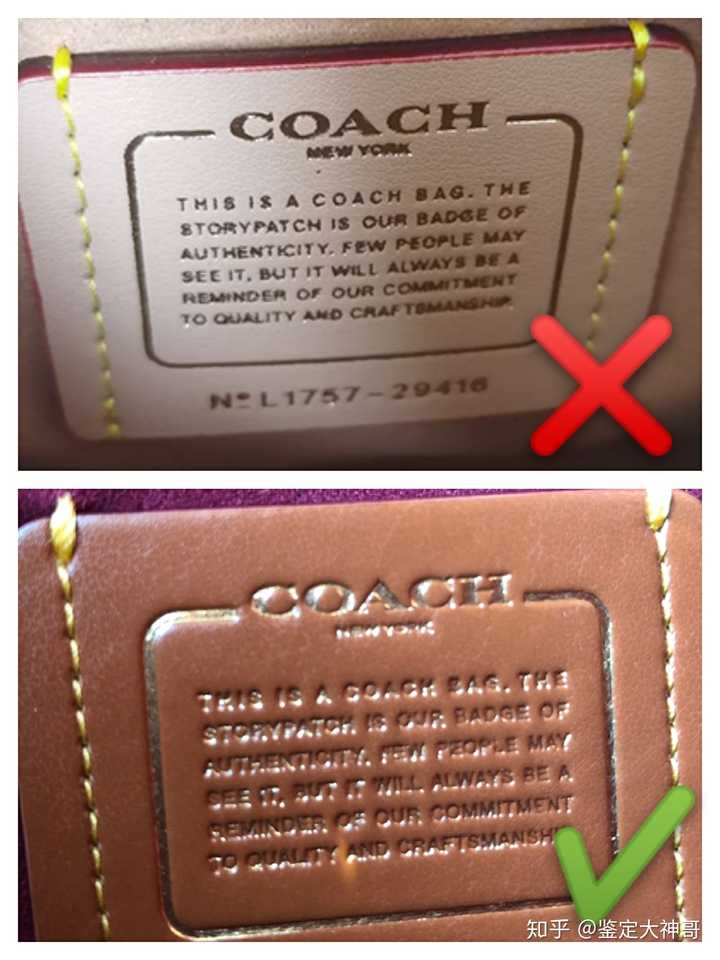 COACH
NEW YORK
THIS IS A COACH BAG. THE
STORYPATCH IS OUR BADGE OF
AUTHENTICITY. FEW PEOPLE MAY
SEE IT, BUT IT WILL ALWAYS BE A
REMINDER OF OUR COMMITMENT
TO QUALITY AND CRAFTSMANSHIP.
Nº L1757-29416
COACH
NEW YORK
THIS IS A COACH BAG. THE
STORYPATCH IS OUR BADGE OF
AUTHENTICITY. FEW PEOPLE MAY
SEE IT, BUT IT WILL ALWAYS BE A
REMINDER OF OUR COMMITMENT
TO QUALITY AND CRAFTSMANSHI
知乎 @鉴定大神哥